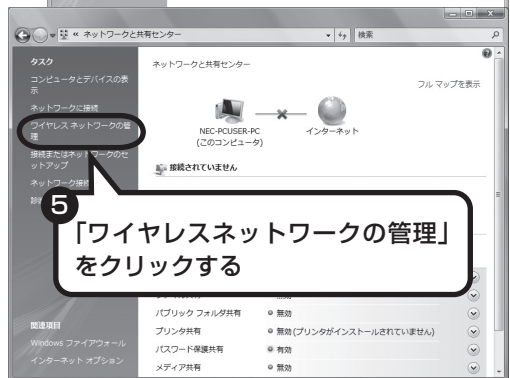 « ネットワークと共有センター
検索
タスク
コンピュータとデバイスの表
示
ネットワークに接続
ワイヤレス ネットワークの管
理
接続またはネットワークのセ
ットアップ
ネットワーク接続
ネットワークと共有センター
フル マップを表示
NEC-PCUSER-PC
(このコンピュータ)
インターネット
接続されていません
5
「ワイヤレスネットワークの管理」
をクリックする
パブリック フォルダ共有 無効
プリンタ共有 無効(プリンタがインストールされていません)
パスワード保護共有 有効
メディア共有 無効
関連項目
Windows ファイアウォール
インターネット オプション